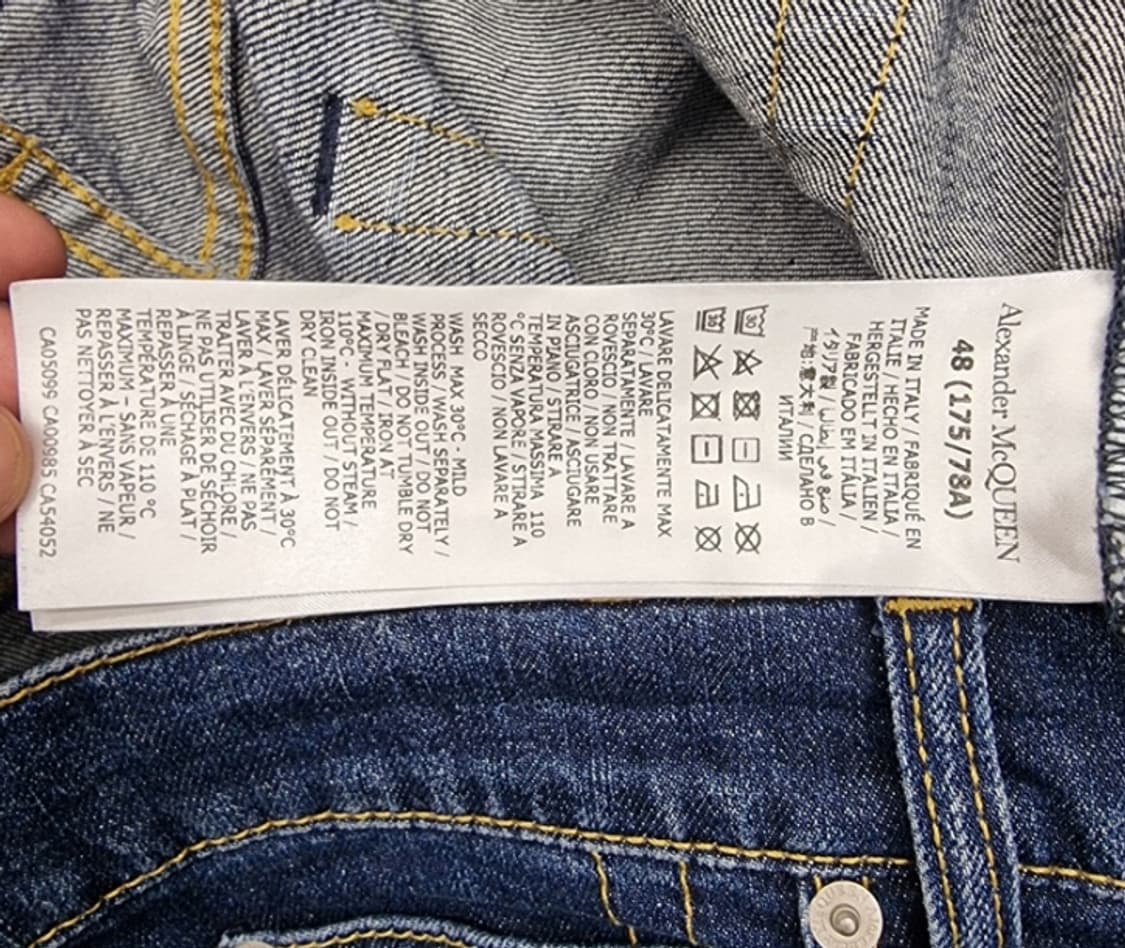 Alexander McQUEEN
48 (175/78A)
MADE IN ITALY / FABRIQUÉ EN
ITALIE / HECHO EN ITALIA /
HERGESTELLT IN ITALIEN /
FABRICADO EM ITÁLIA /
イタリア製 / صنع في إيطاليا /
产地:意大利 / СДЕЛАНО В
ИТАЛИИ
30
30
LAVARE DELICATAMENTE MAX
30°C / LAVARE
SEPARATAMENTE / LAVARE A
ROVESCIO / NON TRATTARE
CON CLORO / NON USARE
ASCIUGATRICE / ASCIUGARE
IN PIANO / STIRARE A
TEMPERATURA MASSIMA 110
°C SENZA VAPORE / STIRARE A
ROVESCIO / NON LAVARE A
SECCO
WASH MAX 30°C - MILD
PROCESS / WASH SEPARATELY /
WASH INSIDE OUT / DO NOT
BLEACH / DO NOT TUMBLE DRY
/ DRY FLAT / IRON AT
MAXIMUM TEMPERATURE
110°C - WITHOUT STEAM /
IRON INSIDE OUT / DO NOT
DRY CLEAN
LAVER DÉLICATEMENT À 30°C
MAX / LAVER SÉPARÉMENT /
LAVER À L'ENVERS / NE PAS
TRAITER AVEC DU CHLORE /
NE PAS UTILISER DE SÉCHOIR
À LINGE / SÉCHAGE À PLAT /
REPASSER À UNE
TEMPÉRATURE DE 110°C
MAXIMUM - SANS VAPEUR /
REPASSER À L'ENVERS / NE
PAS NETTOYER À SEC
CA05099 CA00985 CA54052